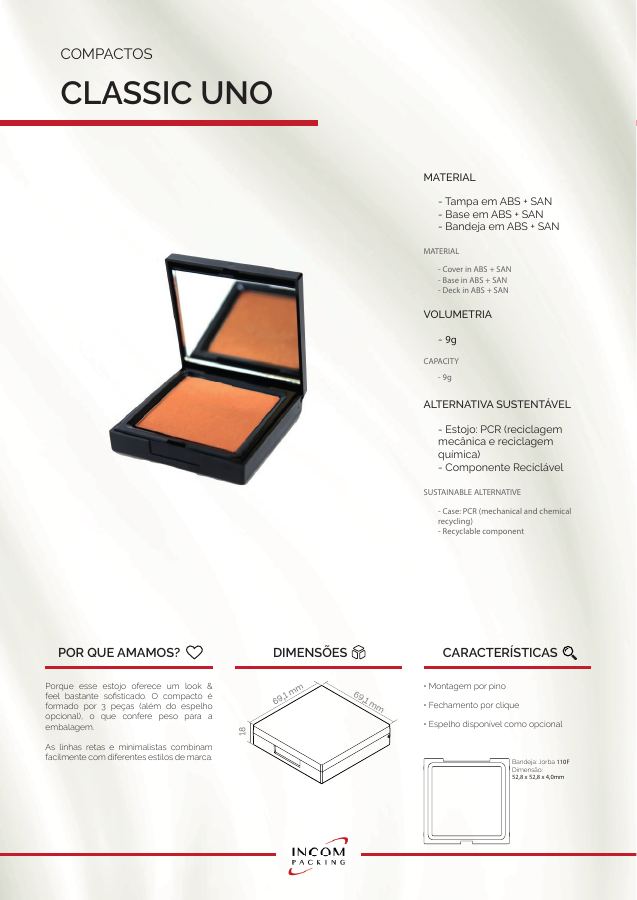 COMPACTOS
CLASSIC UNO
MATERIAL
- Tampa em ABS + SAN
- Base em ABS + SAN
- Bandeja em ABS + SAN
MATERIAL
- Cover in ABS + SAN
- Base in ABS + SAN
- Deck in ABS + SAN
VOLUMETRIA
- 9g
CAPACITY
- 9g
ALTERNATIVA SUSTENTÁVEL
- Estojo: PCR (reciclagem
mecânica e reciclagem
química)
- Componente Reciclável
SUSTAINABLE ALTERNATIVE
- Case: PCR (mechanical and chemical
recycling)
- Recyclable component
POR QUE AMAMOS?
Porque esse estojo oferece um look &
feel bastante sofisticado. O compacto é
formado por 3 peças (além do espelho
opcional), o que confere peso para a
embalagem.
As linhas retas e minimalistas combinam
facilmente com diferentes estilos de marca.
DIMENSÕES
69,1 mm
69,1 mm
18
CARACTERÍSTICAS
• Montagem por pino
• Fechamento por clique
• Espelho disponível como opcional
Bandeja: Jorba 110F
Dimensão:
52,8 x 52,8 x 4,0mm
INCOM
PACKING